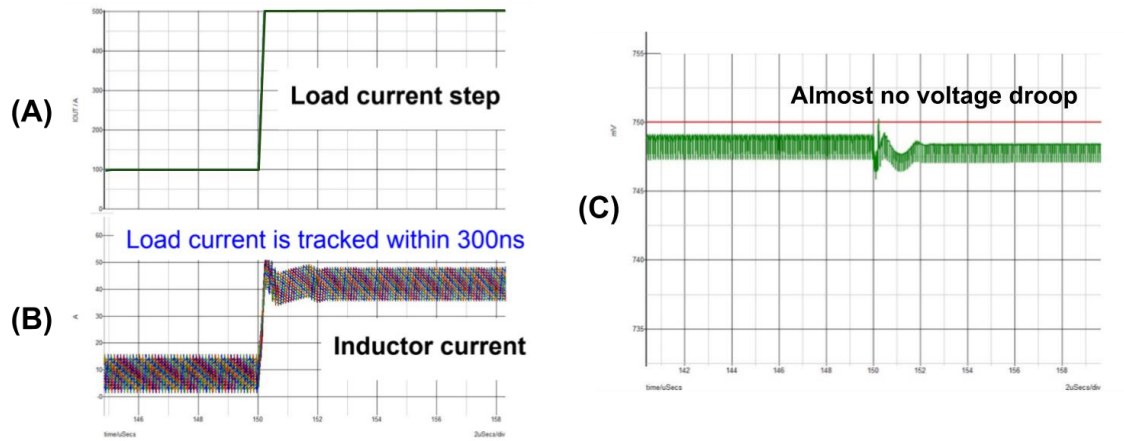 500
400
(A)
300
Load current step
IOUT / A
200
100
0
60
Load current is tracked within 300ns
50
40
(B)
A
30
Inductor current
20
10
0
146
148
150
152
154
156
158
time/uSecs
2uSecs/div
755
Almost no voltage droop
750
mV
745
(C)
740
735
142
144
146
148
150
152
154
156
158
time/uSecs
2uSecs/div